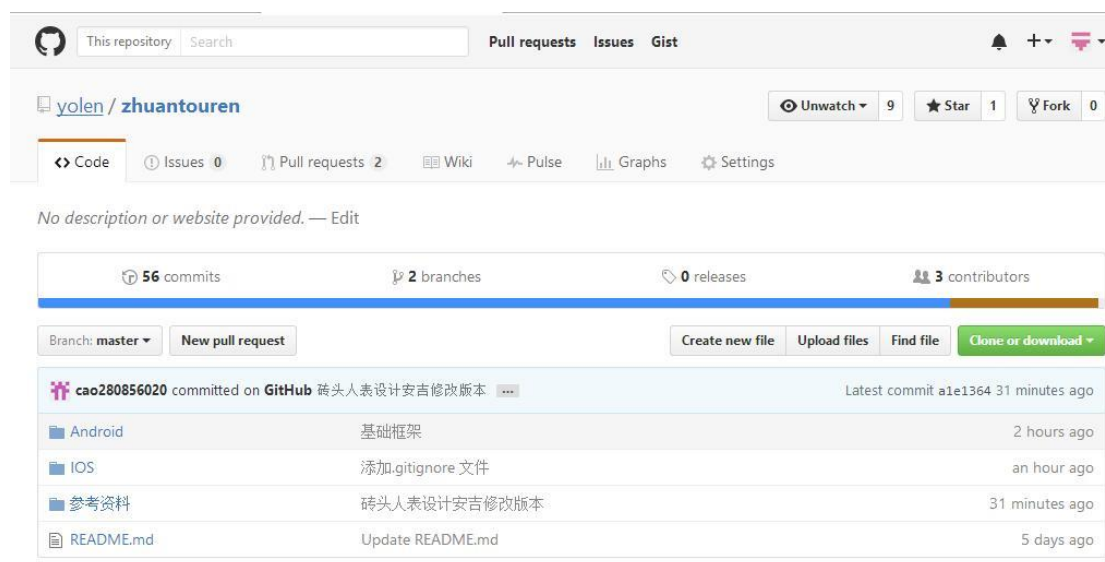 This repository Search Pull requests Issues Gist
yolen / zhuantouren Unwatch 9 Star 1 Fork 0
Code Issues 0 Pull requests 2 Wiki Pulse Graphs Settings
No description or website provided. — Edit
56 commits 2 branches 0 releases 3 contributors
Branch: master New pull request Create new file Upload files Find file Clone or download
cao280856020 committed on GitHub 砖头人表设计安吉修改版本 ... Latest commit a1e1364 31 minutes ago
Android 基础框架 2 hours ago
IOS 添加.gitignore 文件 an hour ago
参考资料 砖头人表设计安吉修改版本 31 minutes ago
README.md Update README.md 5 days ago